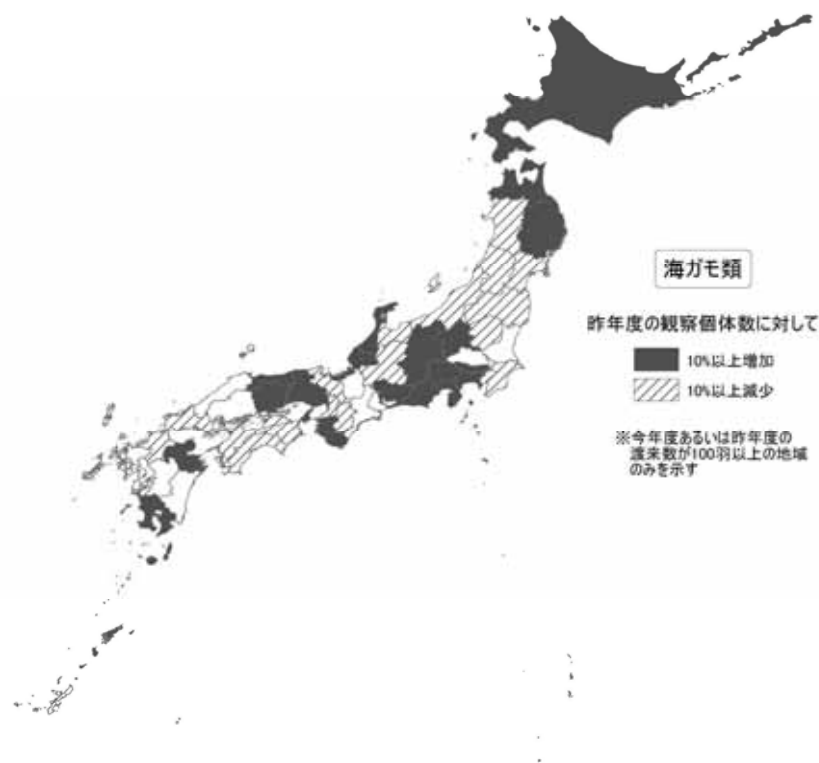 海ガモ類
昨年度の観察個体数に対して
10%以上増加
10%以上減少
※今年度あるいは昨年度の
渡来数が100羽以上の地域
のみを示す